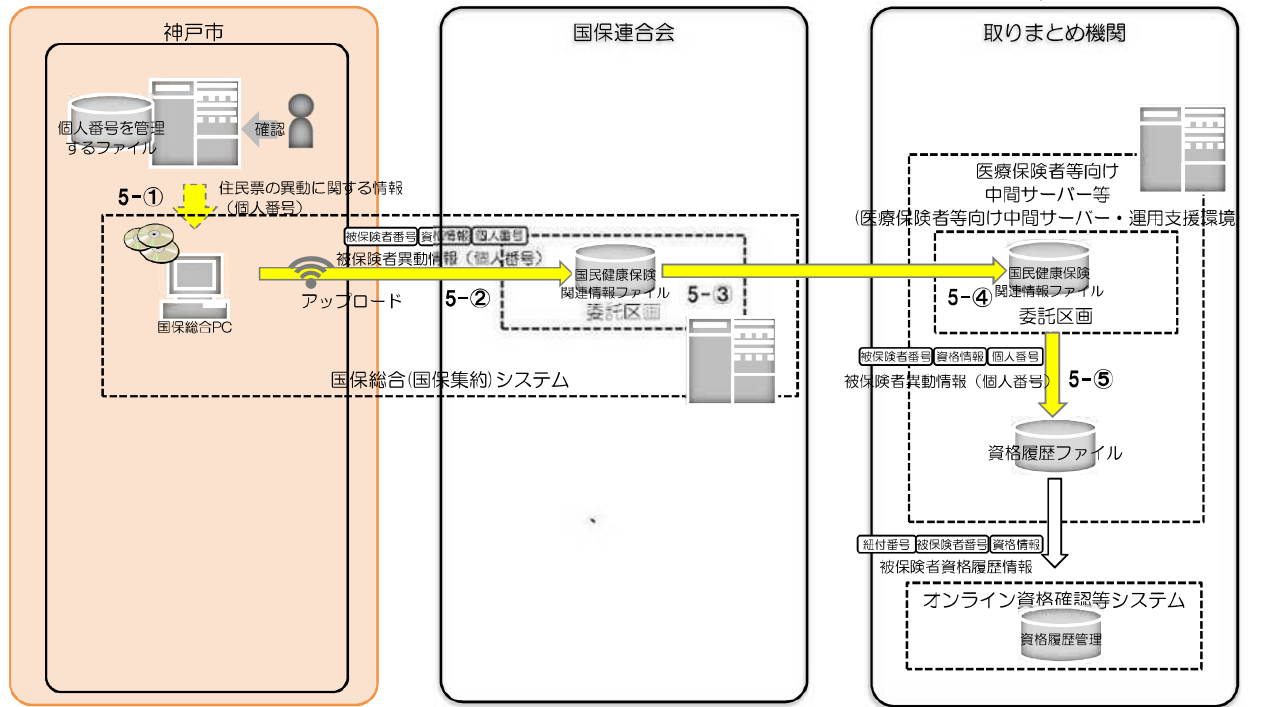 神戸市
個人番号を管理
するファイル
確認
5-①
住民票の異動に関する情報
（個人番号）
国保総合PC
被保険者番号
資格情報
個人番号
被保険者異動情報（個人番号）
アップロード
5-②
国保連合会
国民健康保険
関連情報ファイル
5-③
委託区画
国保総合(国保集約)システム
取りまとめ機関
医療保険者等向け
中間サーバー等
(医療保険者等向け中間サーバー・運用支援環境
国民健康保険
関連情報ファイル
5-④
委託区画
被保険者番号
資格情報
個人番号
被保険者異動情報（個人番号）
5-⑤
資格履歴ファイル
紐付番号
被保険者番号
資格情報
被保険者資格履歴情報
オンライン資格確認等システム
資格履歴管理